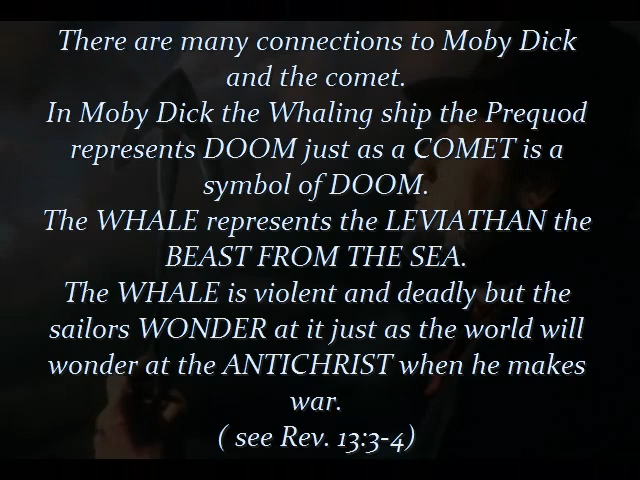 There are many connections to Moby Dick
and the comet.
In Moby Dick the Whaling ship the Prequod
represents DOOM just as a COMET is a
symbol of DOOM.
The WHALE represents the LEVIATHAN the
BEAST FROM THE SEA.
The WHALE is violent and deadly but the
sailors WONDER at it just as the world will
wonder at the ANTICHRIST when he makes
war.
( see Rev. 13:3-4)